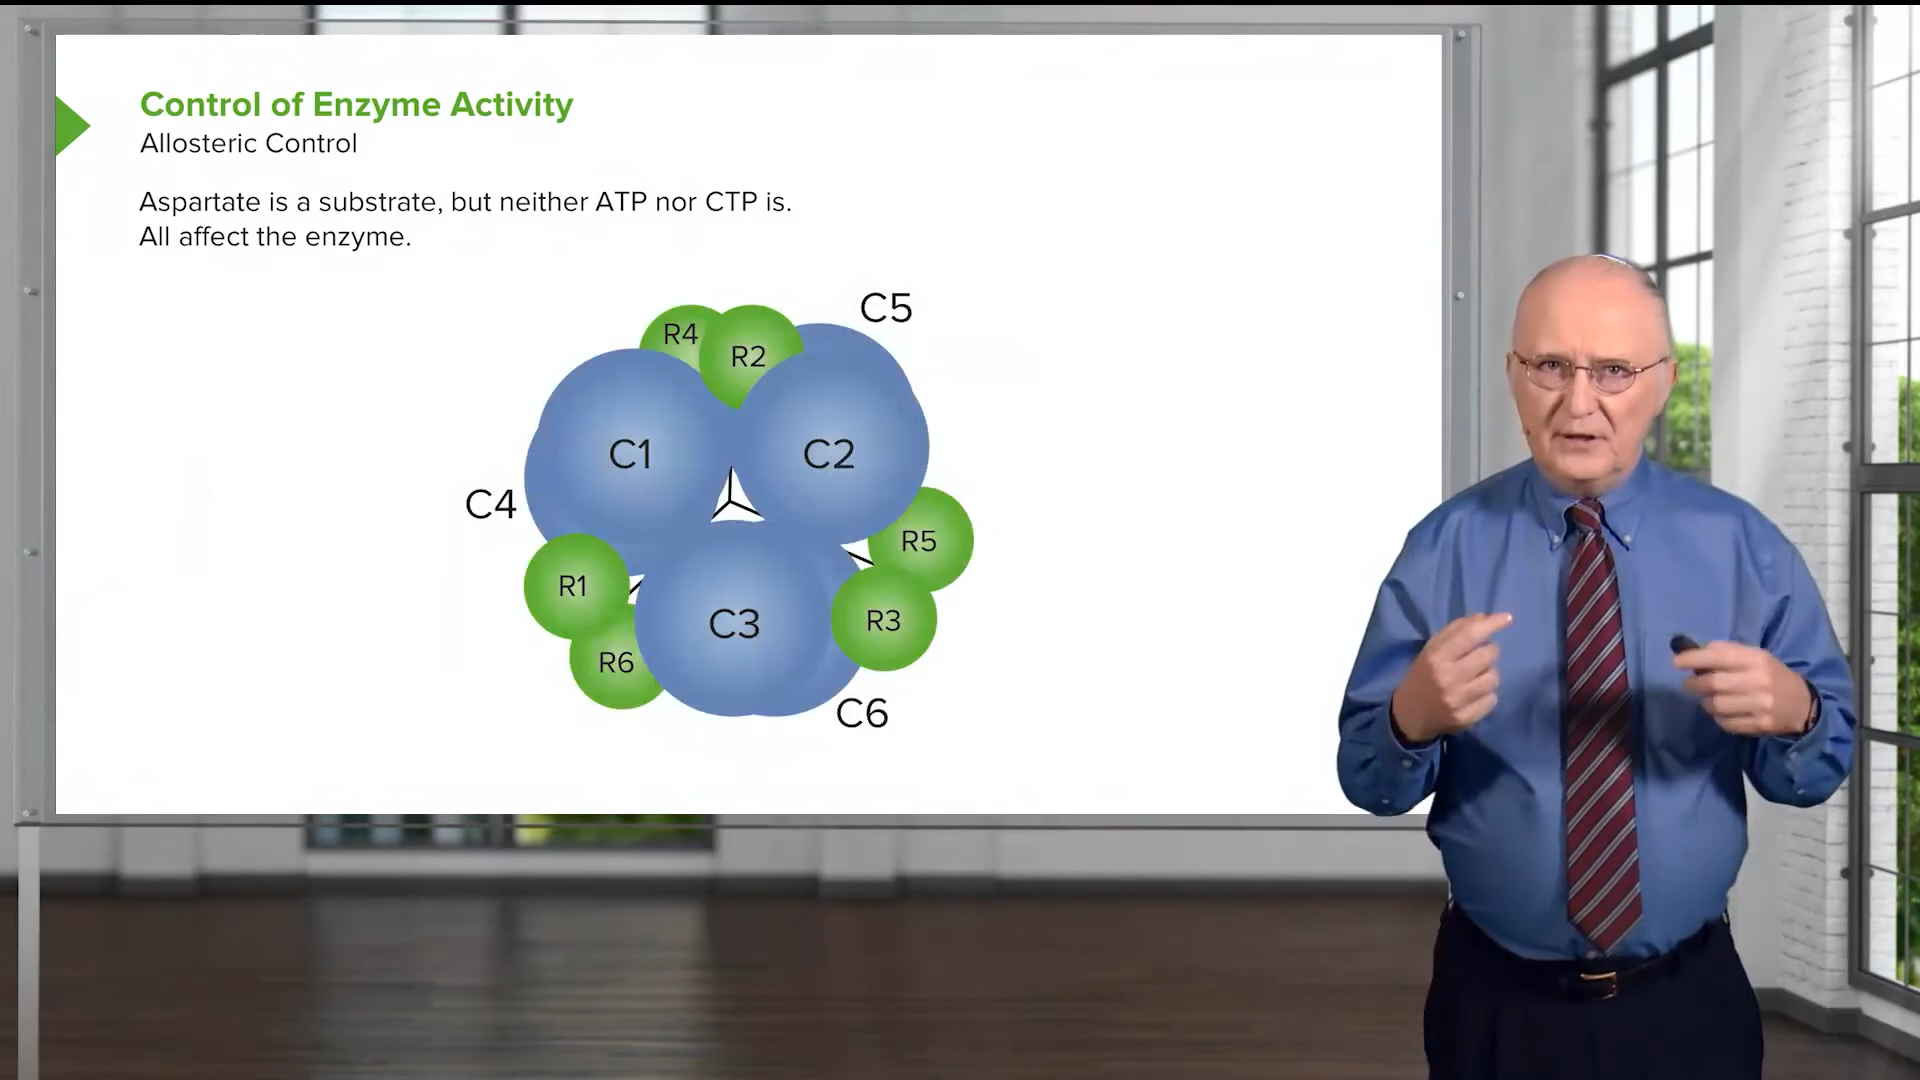 Control of Enzyme Activity
Allosteric Control
Aspartate is a substrate, but neither ATP nor CTP is.
All affect the enzyme.
C5
R4
R2
C1
C2
C4
R5
R1
C3
R3
R6
C6